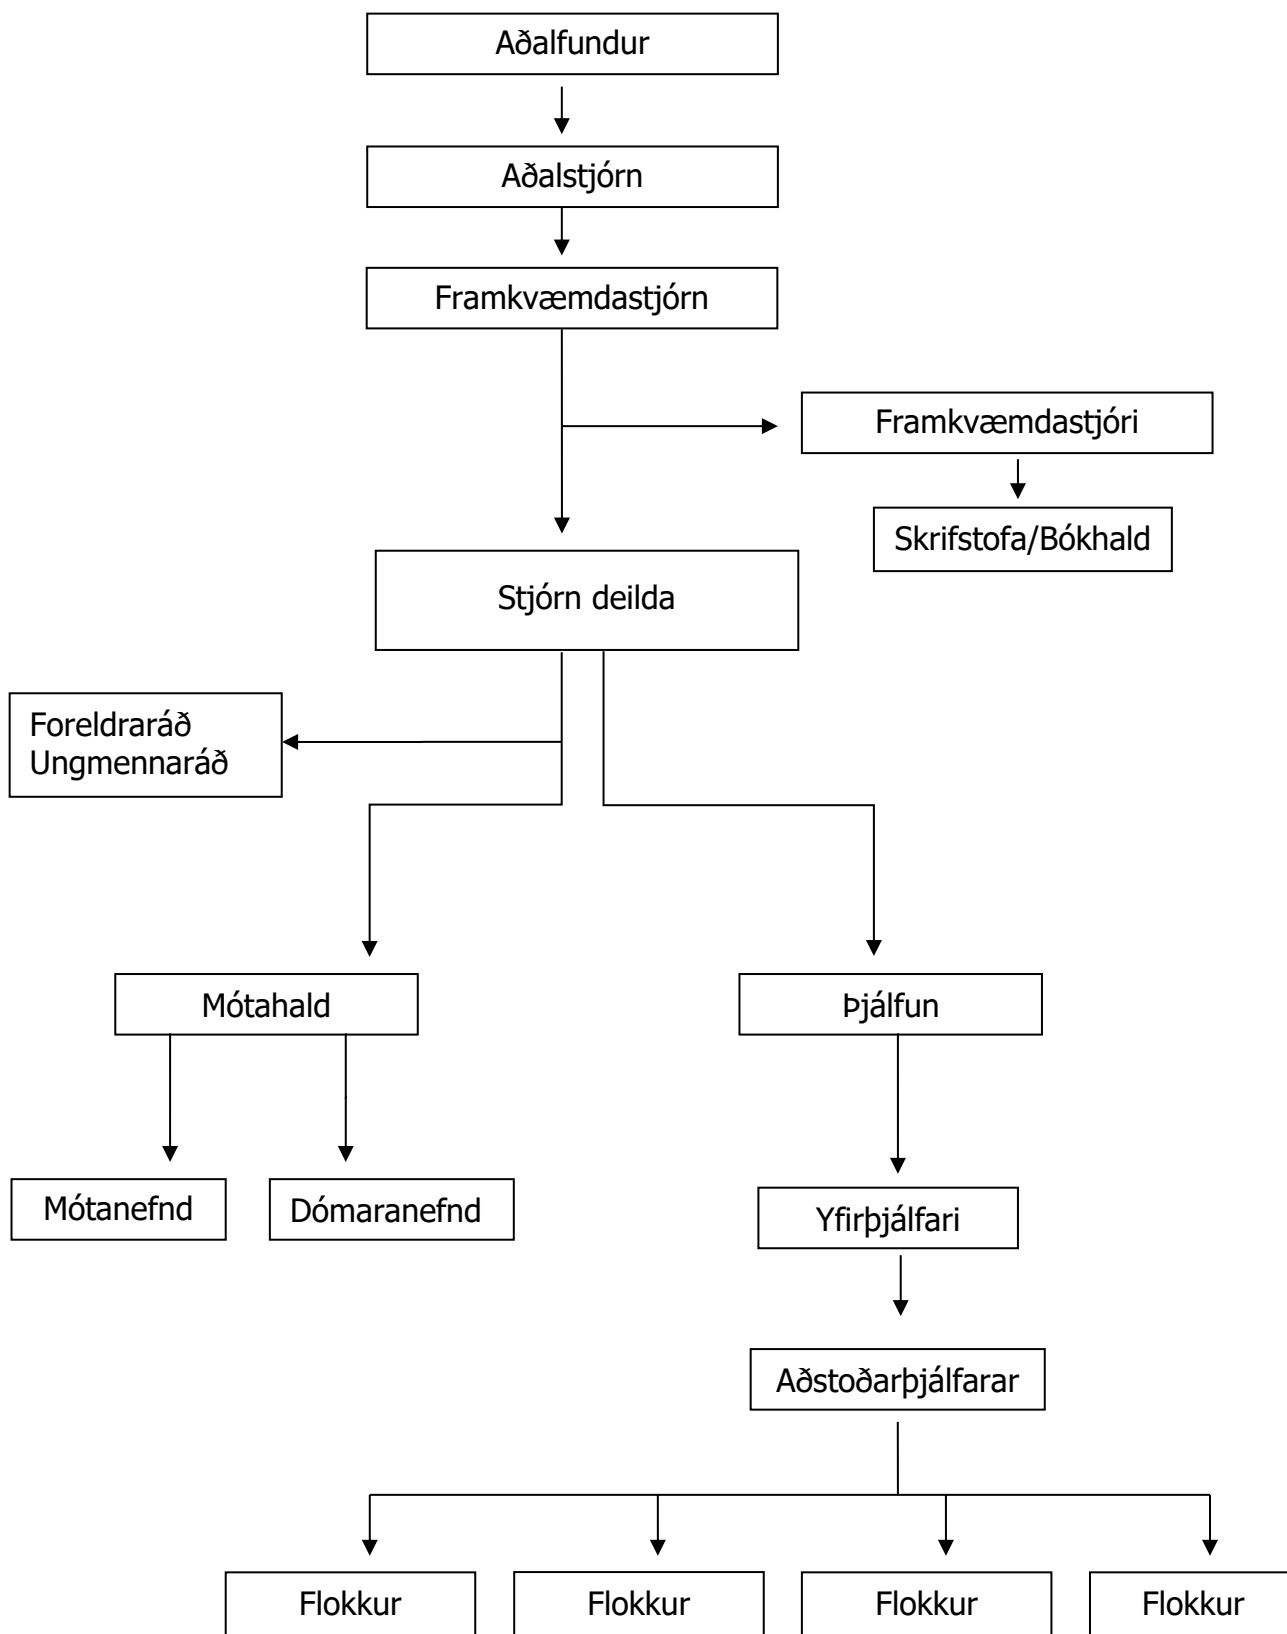 Aðalfundur
Aðalstjórn
Framkvæmdastjórn
Framkvæmdastjóri
Skrifstofa/Bókhald
Stjórn deilda
Foreldraráð
Ungmennaráð
Mótahald
Þjálfun
Mótanefnd
Dómaranefnd
Yfirþjálfari
Aðstoðarþjálfarar
Flokkur
Flokkur
Flokkur
Flokkur